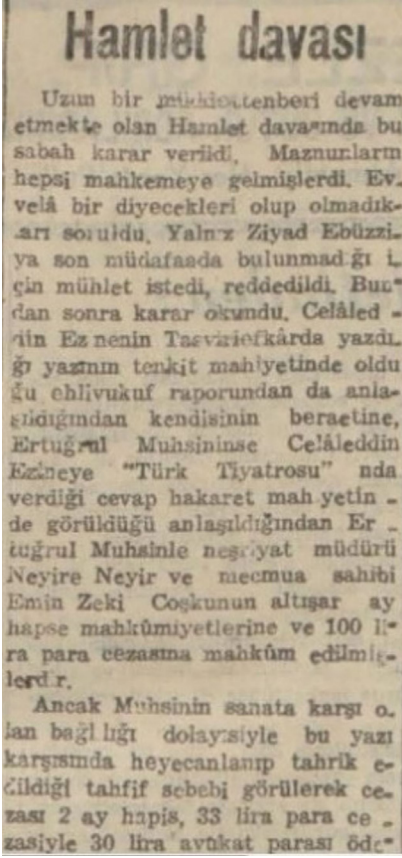 Hamlet davası
Uzun bir müddettenberi devam
etmekte olan Hamlet davasında bu
sabah karar verildi. Maznunların
hepsi mahkemeye gelmişlerdi. Ev-
velâ bir diyecekleri olup olmadık-
ları soruldu. Yalnız Ziyad Ebüzzi-
ya son müdafaada bulunmadığı i-
çin mühlet istedi, reddedildi. Bun-
dan sonra karar okundu. Celâled-
din Ezinenin Tasviriefkârda yazdı-
ğı yazının tenkit mahiyetinde oldu
ğu ehlivukuf raporundan da anla-
şıldığından kendisinin beraetine,
Ertuğrul Muhsininse Celâleddin
Ezineye "Türk Tiyatrosu" nda
verdiği cevap hakaret mahiyetin-
de görüldüğü anlaşıldığından Er-
tuğrul Muhsinle neşriyat müdürü
Neyire Neyir ve mecmua sahibi
Emin Zeki Coşkunun altışar ay
hapse mahkûmiyetlerine ve 100 li-
ra para cezasına mahkûm edilmiş-
lerdir.
Ancak Muhsinin sanata karşı o-
lan bağlılığı dolayısiyle bu yazı
karşısında heyecanlanıp tahrik e-
dildiği tahfif sebebi görülerek ce-
zası 2 ay hapis, 33 lira para ce-
zasiyle 30 lira avukat parası öde-